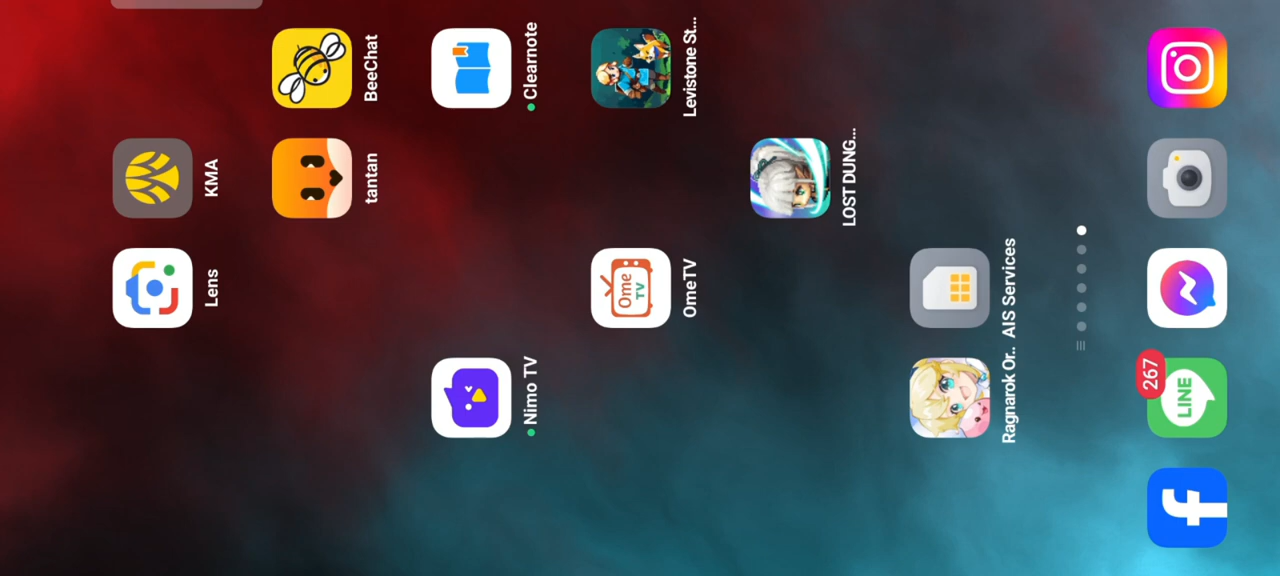 Lens
KMA
tantan
BeeChat
Nimo TV
Clearnote
Ome
TV
OmeTV
Levistone St...
LOST DUNG...
Ragnarok Or..
AIS Services
267
LINE